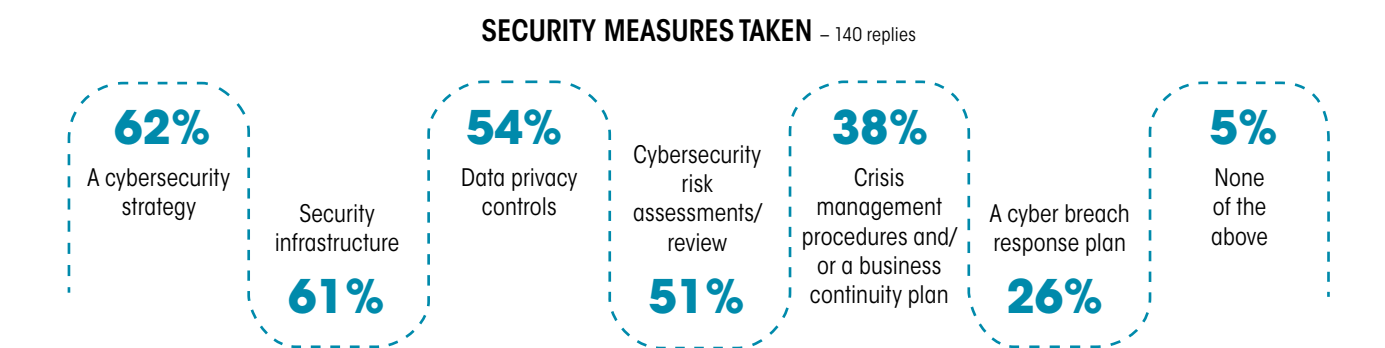 SECURITY MEASURES TAKEN – 140 replies
62%
A cybersecurity
strategy
Security
infrastructure
61%
54%
Data privacy
controls
Cybersecurity
risk
assessments/
review
51%
38%
Crisis
management
procedures and/
or a business
continuity plan
A cyber breach
response plan
26%
5%
None
of the
above